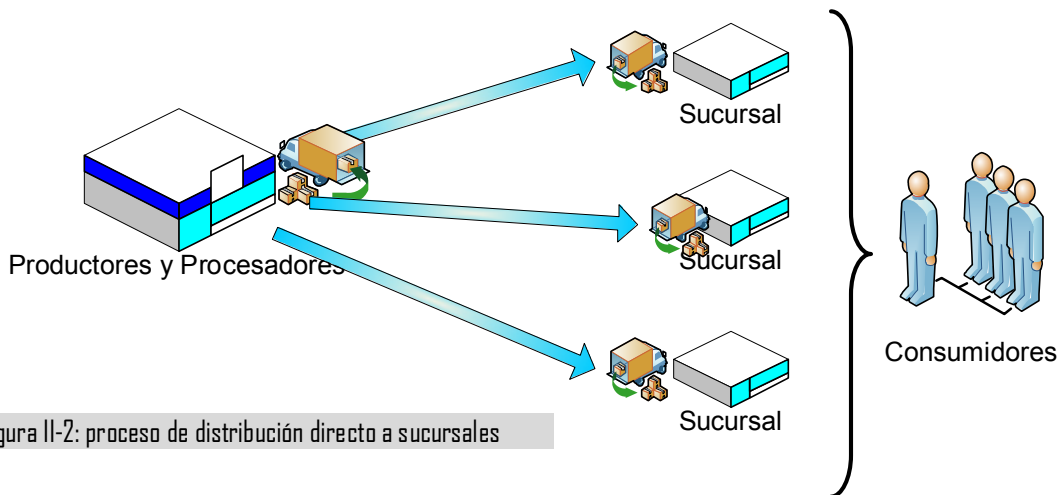 Sucursal
Productores y Procesadores
Sucursal
Consumidores
Sucursal
gura II-2: proceso de distribución directo a sucursales